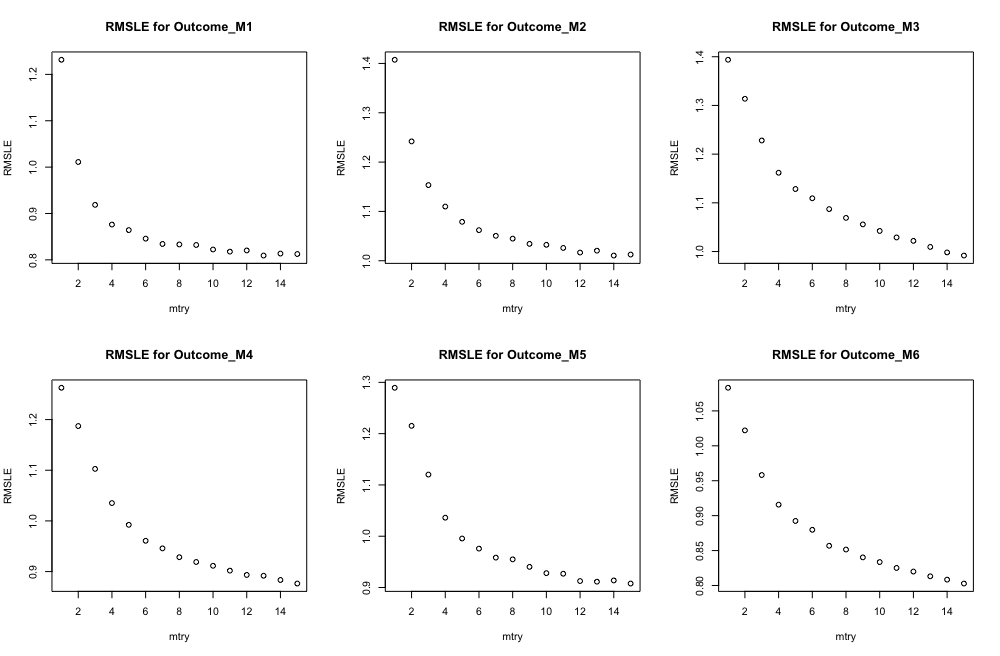 RMSLE for Outcome_M1
RMSLE
1.2
1.1
1.0
0.9
0.8
2 4 6 8 10 12 14
mtry
RMSLE for Outcome_M2
RMSLE
1.4
1.3
1.2
1.1
1.0
2 4 6 8 10 12 14
mtry
RMSLE for Outcome_M3
RMSLE
1.4
1.3
1.2
1.1
1.0
2 4 6 8 10 12 14
mtry
RMSLE for Outcome_M4
RMSLE
1.2
1.1
1.0
0.9
2 4 6 8 10 12 14
mtry
RMSLE for Outcome_M5
RMSLE
1.3
1.2
1.1
1.0
0.9
2 4 6 8 10 12 14
mtry
RMSLE for Outcome_M6
RMSLE
1.05
1.00
0.95
0.90
0.85
0.80
2 4 6 8 10 12 14
mtry